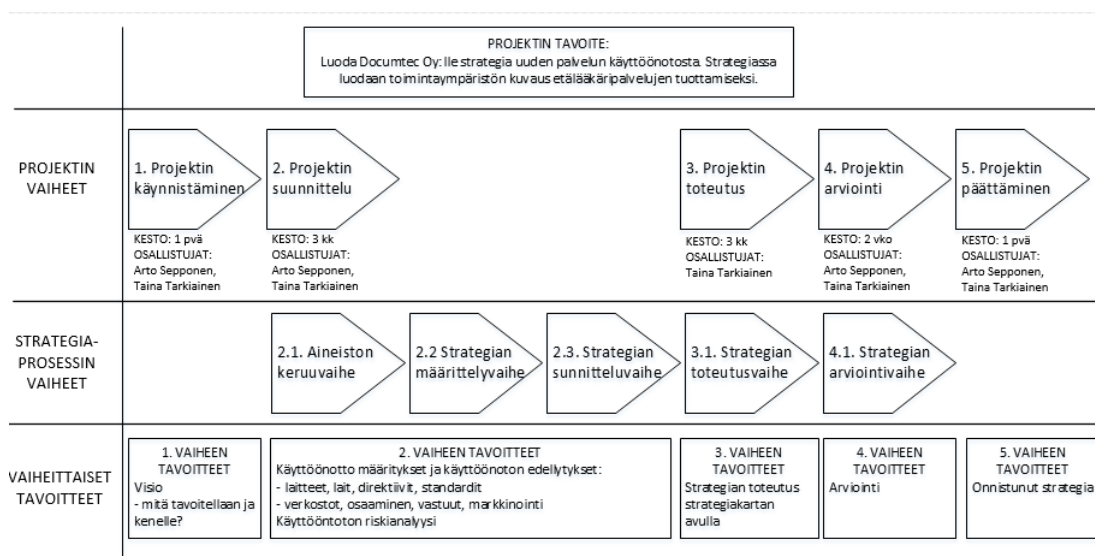 PROJEKTIN TAVOITE:
Luoda Documtec Oy: lle strategia uuden palvelun käyttöönotosta. Strategiassa
luodaan toimintaympäristön kuvaus etälääkäripalvelujen tuottamiseksi.
PROJEKTIN
VAIHEET
1. Projektin
käynnistäminen
KESTO: 1 pvä
OSALLISTUJAT:
Arto Sepponen,
Taina Tarkiainen
2. Projektin
suunnittelu
KESTO: 3 kk
OSALLISTUJAT:
Arto Sepponen,
Taina Tarkiainen
3. Projektin
toteutus
KESTO: 3 kk
OSALLISTUJAT:
Taina Tarkiainen
4. Projektin
arviointi
KESTO: 2 vko
OSALLISTUJAT:
Arto Sepponen,
Taina Tarkiainen
5. Projektin
päättäminen
KESTO: 1 pvä
OSALLISTUJAT:
Arto Sepponen,
Taina Tarkiainen
STRATEGIA-
PROSESSIN
VAIHEET
2.1. Aineiston
keruuvaihe
2.2 Strategian
määrittelyvaihe
2.3. Strategian
sunnitteluvaihe
3.1. Strategian
toteutusvaihe
4.1. Strategian
arviointivaihe
VAIHEITTAISET
TAVOITTEET
1. VAIHEEN
TAVOITTEET
Visio
- mitä tavoitellaan ja
kenelle?
2. VAIHEEN TAVOITTEET
Käyttöönotto määritykset ja käyttöönoton edellytykset:
- laitteet, lait, direktiivit, standardit
- verkostot, osaaminen, vastuut, markkinointi
Käyttööntoton riskianalyysi
3. VAIHEEN
TAVOITTEET
Strategian toteutus
strategiakartan
avulla
4. VAIHEEN
TAVOITTEET
Arviointi
5. VAIHEEN
TAVOITTEET
Onnistunut strategia